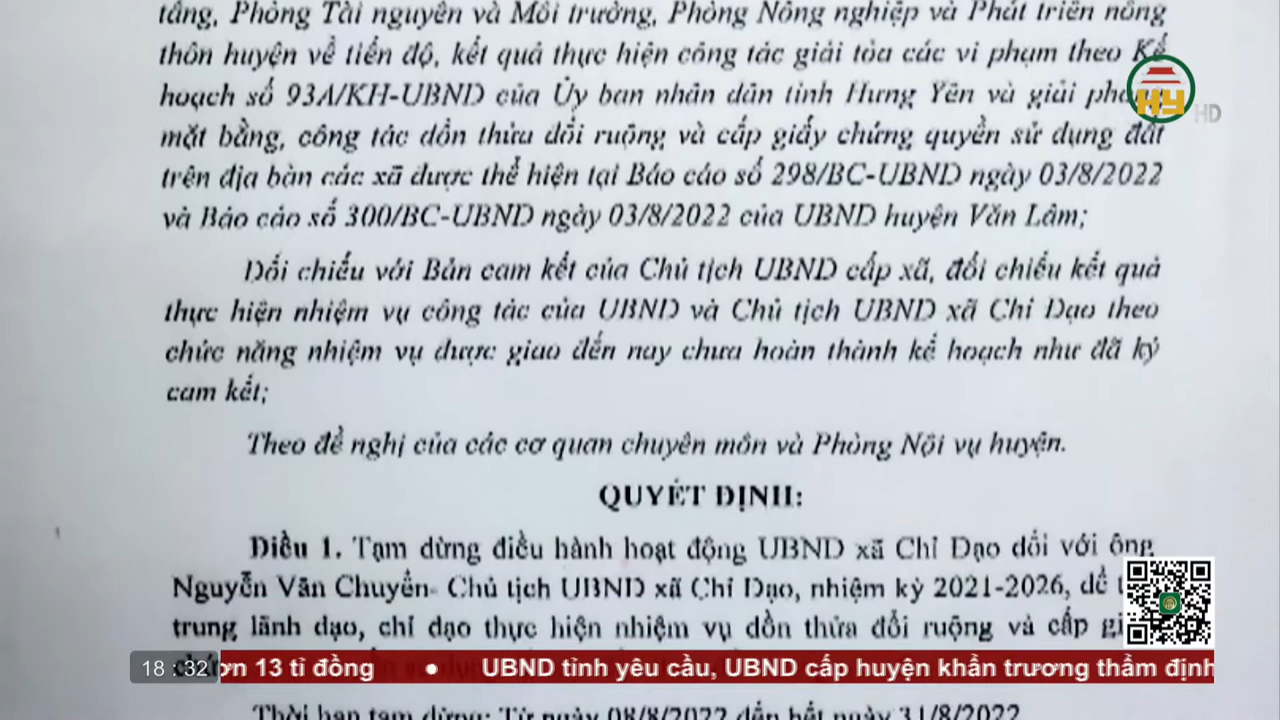 tầng, Phòng Tài nguyên và Môi trường, Phòng Nông nghiệp và Phát triển nông
thôn huyện về tiến độ, kết quả thực hiện công tác giải tỏa các vi phạm theo Kế
hoạch số 93A/KH-UBND của Ủy ban nhân dân tỉnh Hưng Yên và giải phóng
mặt bằng, công tác dồn thửa đổi ruộng và cấp giấy chứng quyền sử dụng đất
trên địa bàn các xã được thể hiện tại Báo cáo số 298/BC-UBND ngày 03/8/2022
và Báo cáo số 300/BC-UBND ngày 03/8/2022 của UBND huyện Văn Lâm;
Đối chiếu với Bản cam kết của Chủ tịch UBND cấp xã, đối chiếu kết quả
thực hiện nhiệm vụ công tác của UBND và Chủ tịch UBND xã Chỉ Đạo theo
chức năng nhiệm vụ được giao đến nay chưa hoàn thành kế hoạch như đã ký
cam kết;
Theo đề nghị của các cơ quan chuyên môn và Phòng Nội vụ huyện.
QUYẾT ĐỊNH:
Điều 1. Tạm dừng điều hành hoạt động UBND xã Chỉ Đạo đối với ông
Nguyễn Văn Chuyển- Chủ tịch UBND xã Chỉ Đạo, nhiệm kỳ 2021-2026, để
trung lãnh đạo, chỉ đạo thực hiện nhiệm vụ dồn thửa đổi ruộng và cấp
Thời hạn tạm dừng: Từ ngày 08/8/2022 đến hết ngày 31/8/2022
HY HD
18:32 ơn 13 tỉ đồng • UBND tỉnh yêu cầu, UBND cấp huyện khẩn trương thẩm định